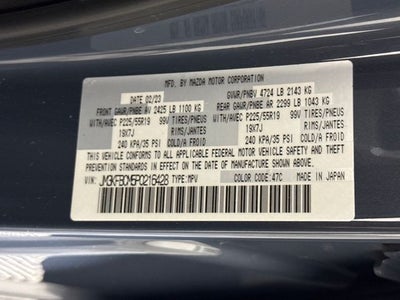 MFD. BY MAZDA MOTOR CORPORATION
DATE 02/23 GVWR/PNBV 4724 LB 2143 KG
FRONT GAWR/PNBE AV 2425 LB 1100 KG REAR GAWR/PNBE AR 2299 LB 1043 KG
WITH/AVEC P225/55R19 99V TIRES/PNEUS WITH/AVEC P225/55R19 99V TIRES/PNEUS
19X7J RIMS/JANTES 19X7J RIMS/JANTES
240 KPA/35 PSI COLD/A FROID 240 KPA/35 PSI COLD/A FROID
THIS VEHICLE CONFORMS TO ALL APPLICABLE FEDERAL MOTOR VEHICLE SAFETY
BUMPER, AND THEFT PREVENTION STANDARDS IN EFFECT ON
THE DATE OF MANUFACTURE SHOWN ABOVE.
JM3KFBCM5P0216428 TYPE: MPV COLOR CODE: 47C MADE IN JAPAN